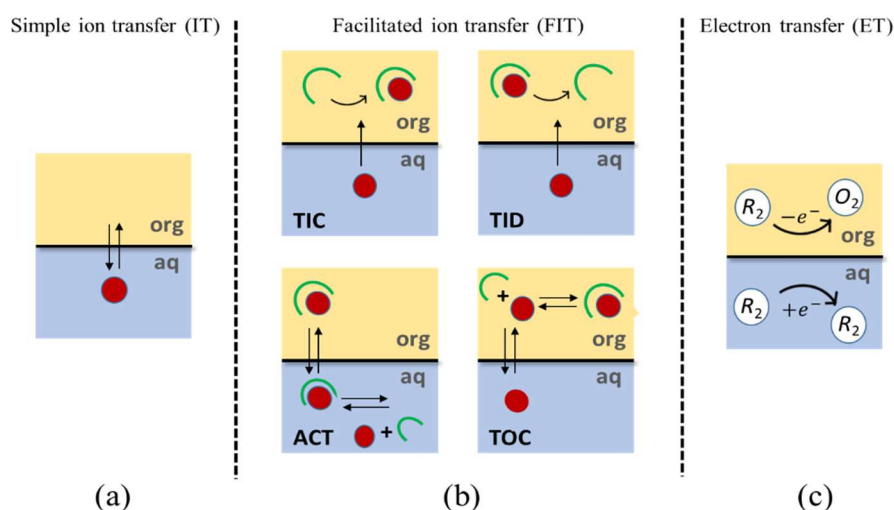 Simple ion transfer (IT)
Facilitated ion transfer (FIT)
Electron transfer (ET)
org
aq
org
aq
TIC
org
aq
TID
org
aq
+
ACT
+
org
aq
TOC
R₂
−e⁻
O₂
org
aq
R₂
+e⁻
R₂
(a)
(b)
(c)